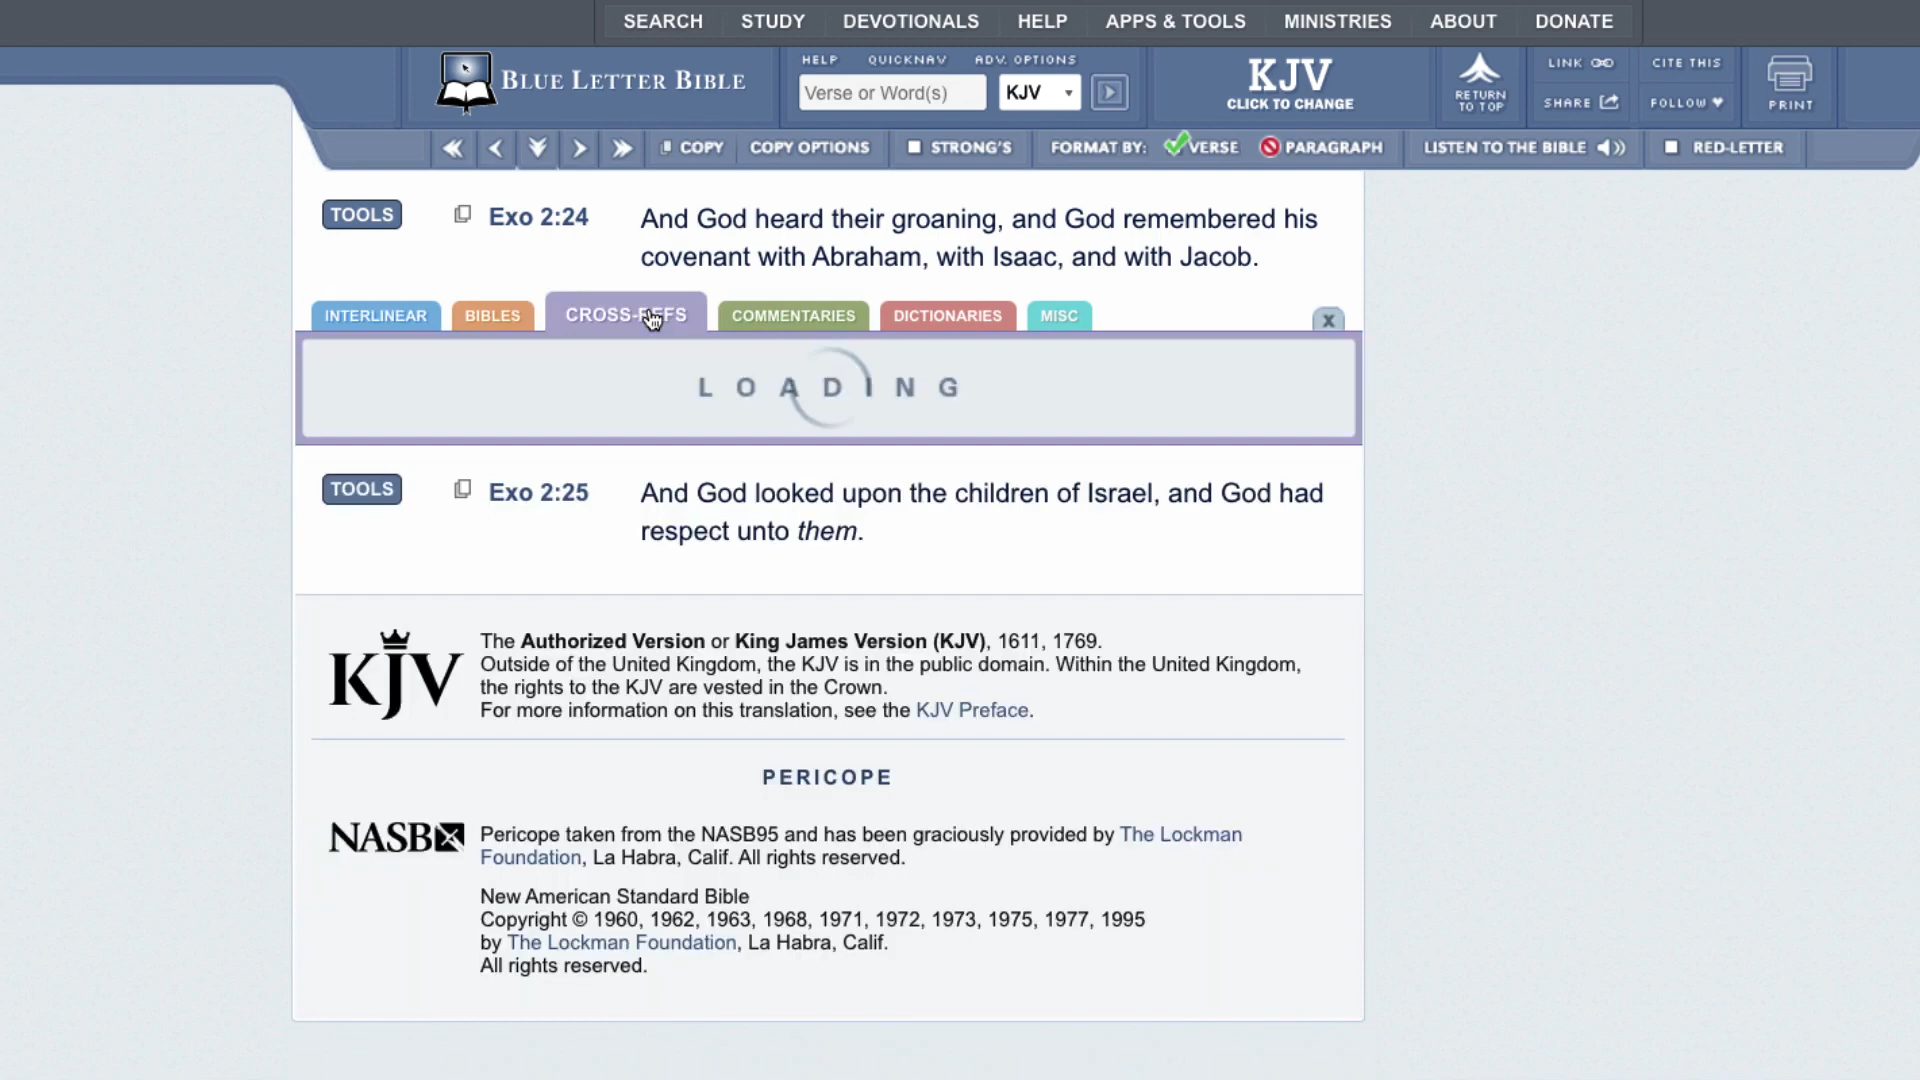 SEARCH STUDY DEVOTIONALS HELP APPS & TOOLS MINISTRIES ABOUT DONATE
BLUE LETTER BIBLE
HELP QUICKNAV ADV. OPTIONS
Verse or Word(s) KJV
KJV
CLICK TO CHANGE
RETURN
TO TOP
LINK
SHARE
CITE THIS
FOLLOW
PRINT
COPY COPY OPTIONS STRONG'S FORMAT BY: VERSE PARAGRAPH LISTEN TO THE BIBLE RED-LETTER
TOOLS Exo 2:24 And God heard their groaning, and God remembered his
covenant with Abraham, with Isaac, and with Jacob.
INTERLINEAR BIBLES CROSS-REFS COMMENTARIES DICTIONARIES MISC X
LOADING
TOOLS Exo 2:25 And God looked upon the children of Israel, and God had
respect unto them.
KJV
The Authorized Version or King James Version (KJV), 1611, 1769.
Outside of the United Kingdom, the KJV is in the public domain. Within the United Kingdom,
the rights to the KJV are vested in the Crown.
For more information on this translation, see the KJV Preface.
PERICOPE
NASB
Pericope taken from the NASB95 and has been graciously provided by The Lockman
Foundation, La Habra, Calif. All rights reserved.
New American Standard Bible
Copyright © 1960, 1962, 1963, 1968, 1971, 1972, 1973, 1975, 1977, 1995
by The Lockman Foundation, La Habra, Calif.
All rights reserved.